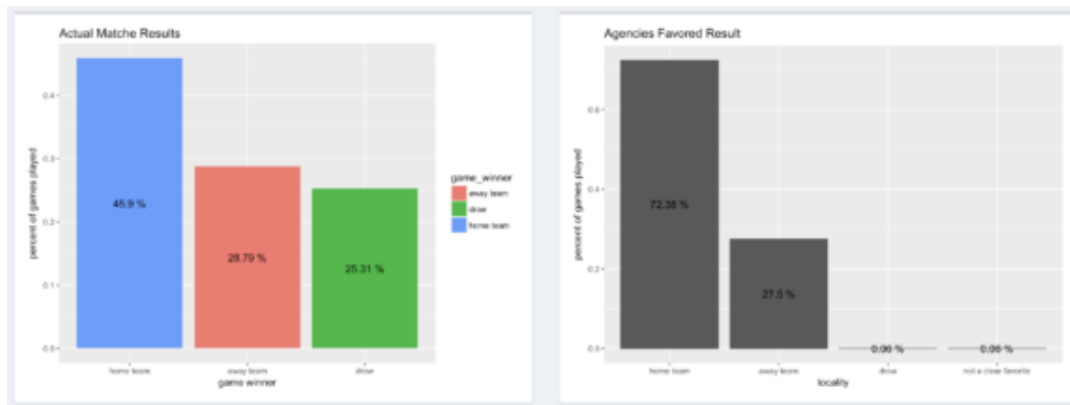 Actual Matche Results
percent of games played
0.4
0.3
0.2
0.1
0.0
45.9 %
28.79 %
25.31 %
home team
away team
drow
game winner
game_winner
away team
drow
home team
Agencies Favored Result
percent of games played
0.6
0.4
0.2
0.0
72.38 %
27.5 %
0.06 %
0.06 %
home team
away team
drow
not a clear favorite
locality